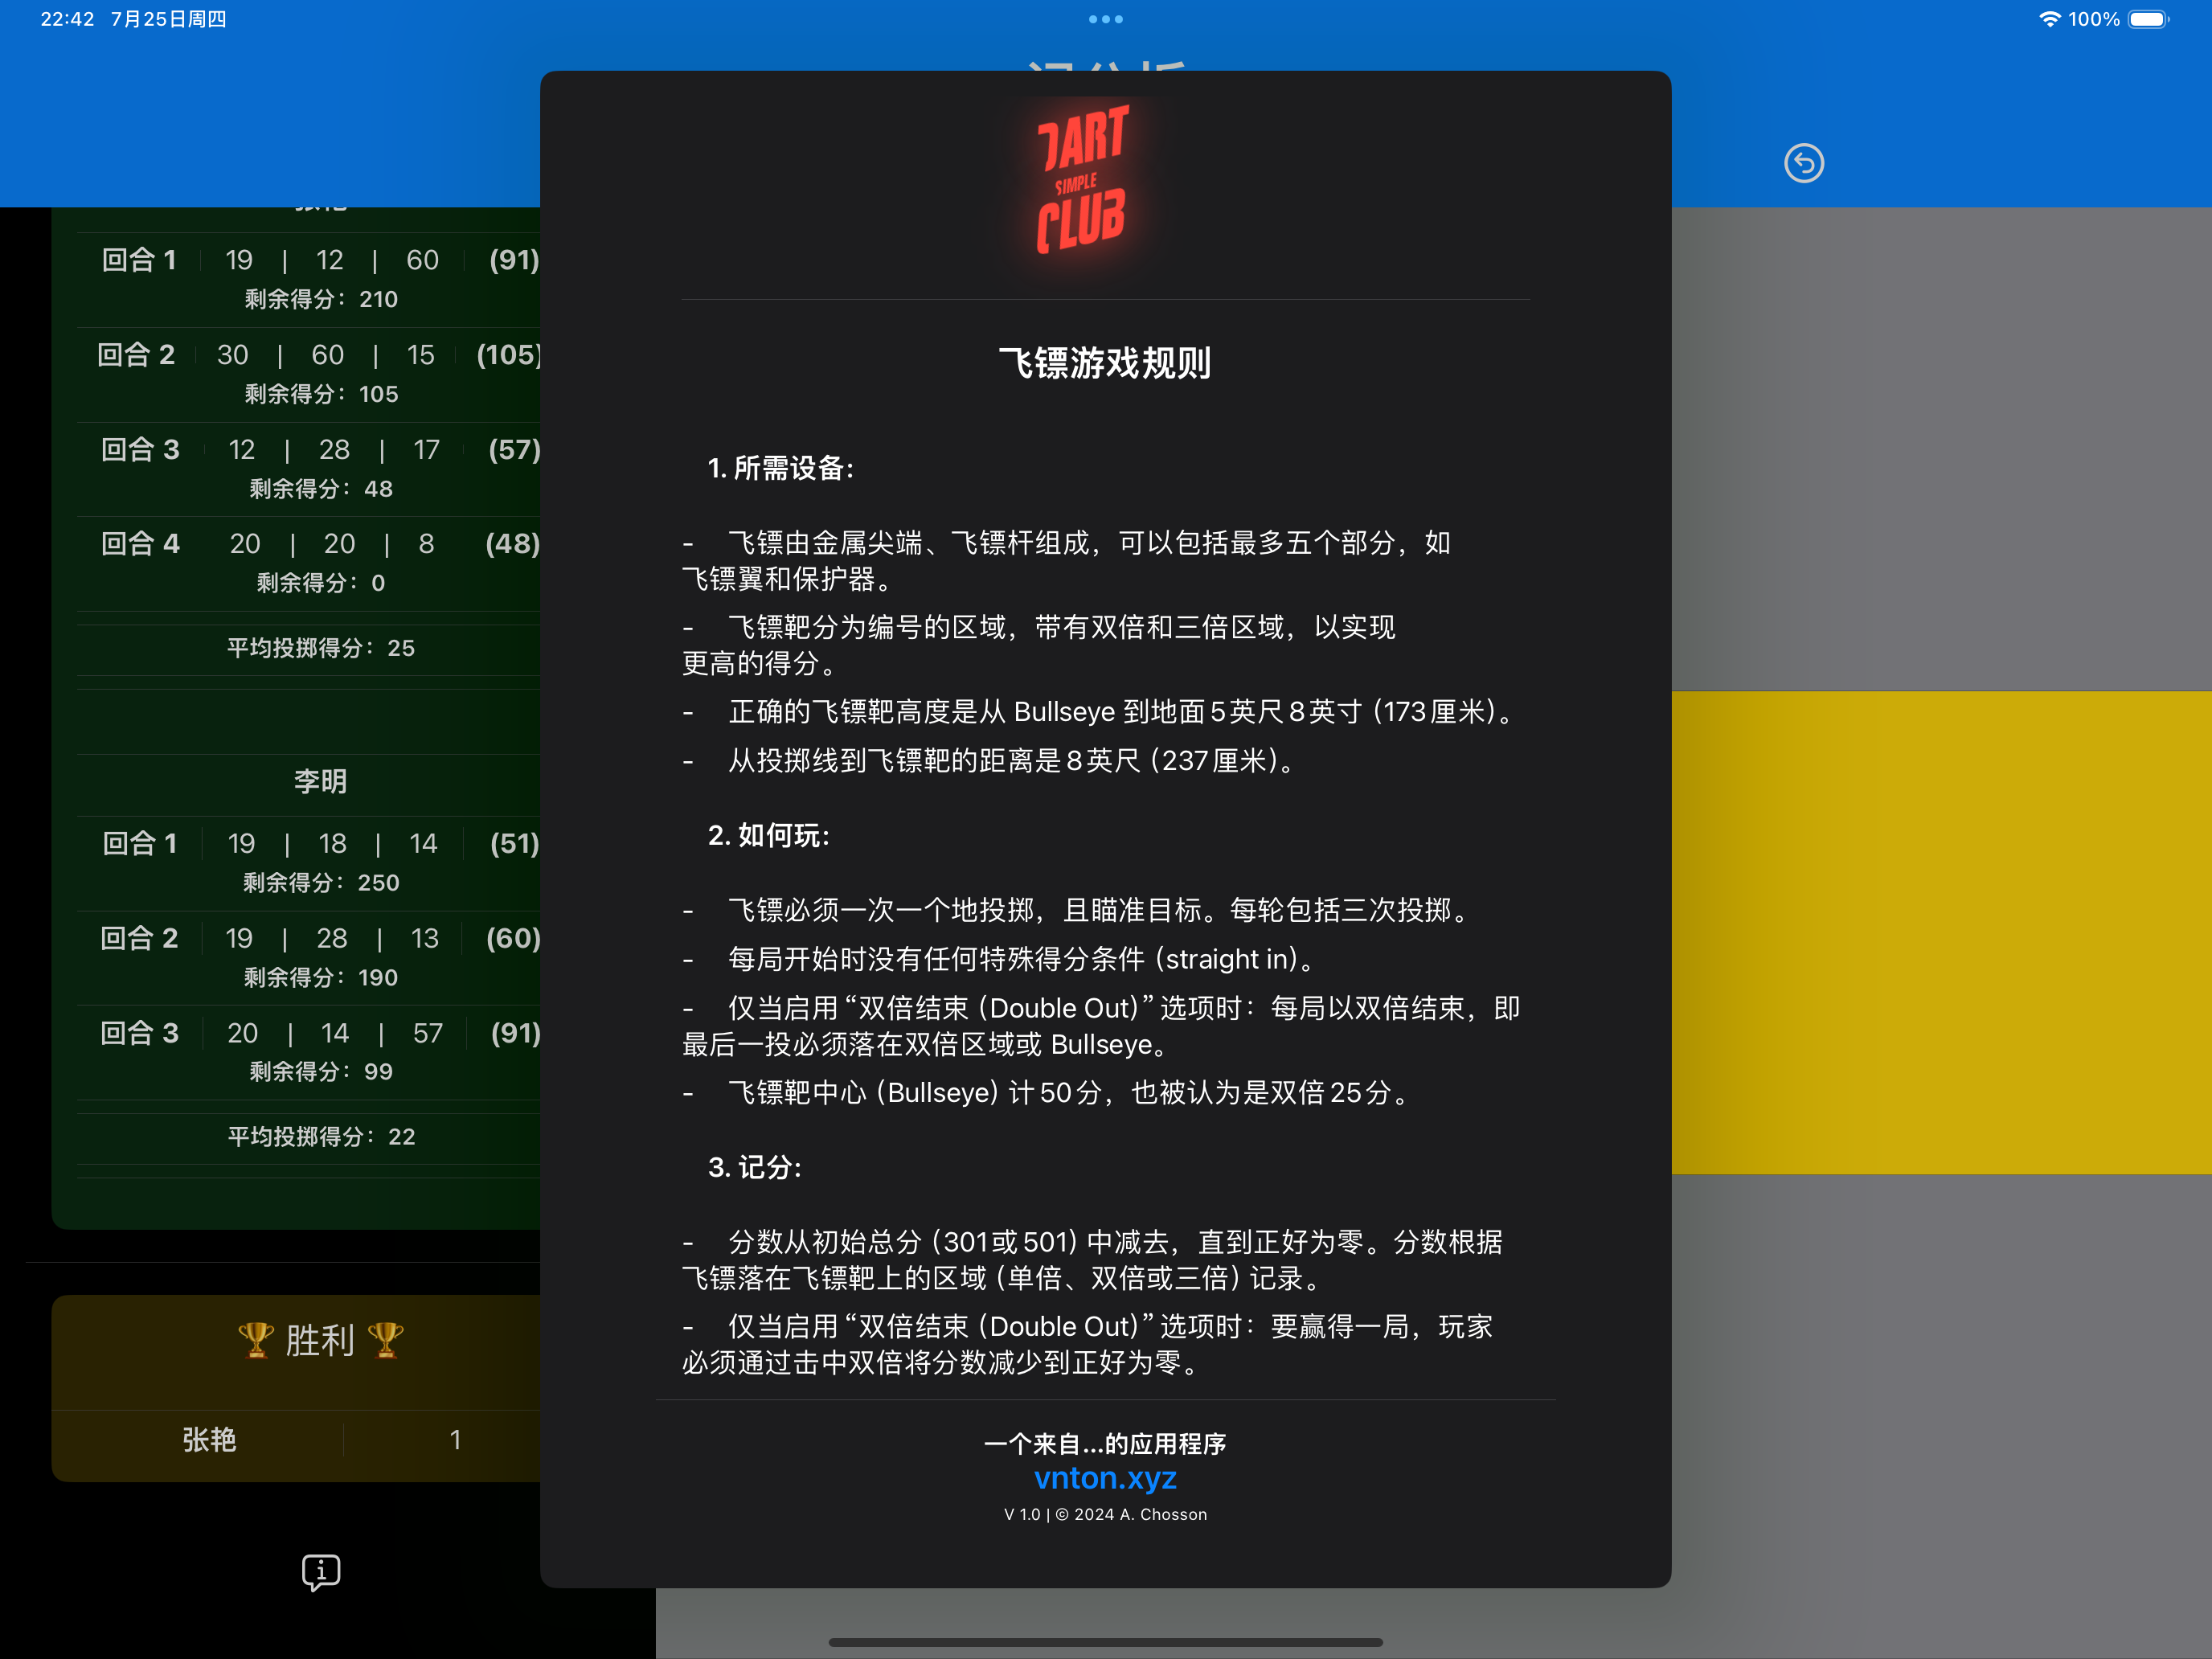 22:42 7月25日周四
100%
回合 1 19 | 12 | 60 (91)
剩余得分：210
回合 2 30 | 60 | 15 (105)
剩余得分：105
回合 3 12 | 28 | 17 (57)
剩余得分：48
回合 4 20 | 20 | 8 (48)
剩余得分：0
平均投掷得分：25
李明
回合 1 19 | 18 | 14 (51)
剩余得分：250
回合 2 19 | 28 | 13 (60)
剩余得分：190
回合 3 20 | 14 | 57 (91)
剩余得分：99
平均投掷得分：22
🏆 胜利 🏆
张艳 1
DART
SIMPLE
CLUB
飞镖游戏规则
1. 所需设备:
- 飞镖由金属尖端、飞镖杆组成，可以包括最多五个部分，如
飞镖翼和保护器。
- 飞镖靶分为编号的区域，带有双倍和三倍区域，以实现
更高的得分。
- 正确的飞镖靶高度是从 Bullseye 到地面5英尺8英寸（173厘米）。
- 从投掷线到飞镖靶的距离是8英尺（237厘米）。
2. 如何玩:
- 飞镖必须一次一个地投掷，且瞄准目标。每轮包括三次投掷。
- 每局开始时没有任何特殊得分条件（straight in）。
- 仅当启用“双倍结束（Double Out）”选项时：每局以双倍结束，即
最后一投必须落在双倍区域或 Bullseye。
- 飞镖靶中心（Bullseye）计50分，也被认为是双倍25分。
3. 记分:
- 分数从初始总分（301或501）中减去，直到正好为零。分数根据
飞镖落在飞镖靶上的区域（单倍、双倍或三倍）记录。
- 仅当启用“双倍结束（Double Out）”选项时：要赢得一局，玩家
必须通过击中双倍将分数减少到正好为零。
一个来自...的应用程序
vnton.xyz
V 1.0 | © 2024 A. Chosson